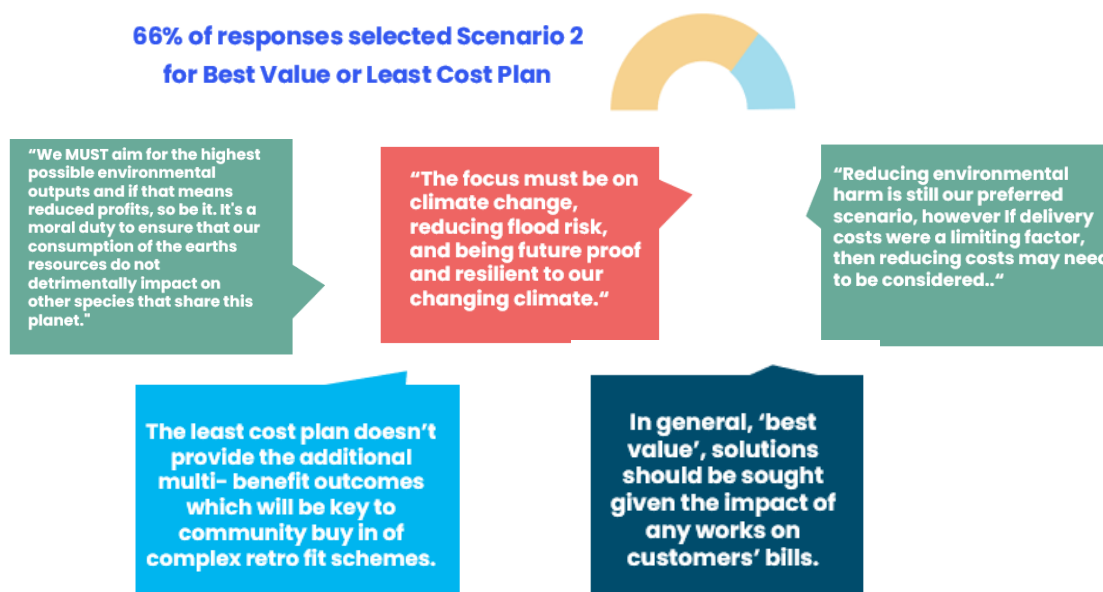 66% of responses selected Scenario 2
for Best Value or Least Cost Plan
“We MUST aim for the highest
possible environmental
outputs and if that means
reduced profits, so be it. It's a
moral duty to ensure that our
consumption of the earths
resources do not
detrimentally impact on
other species that share this
planet."
“The focus must be on
climate change,
reducing flood risk,
and being future proof
and resilient to our
changing climate.“
“Reducing environmental
harm is still our preferred
scenario, however If delivery
costs were a limiting factor,
then reducing costs may need
to be considered..“
The least cost plan doesn’t
provide the additional
multi- benefit outcomes
which will be key to
community buy in of
complex retro fit schemes.
In general, ‘best
value’, solutions
should be sought
given the impact of
any works on
customers’ bills.